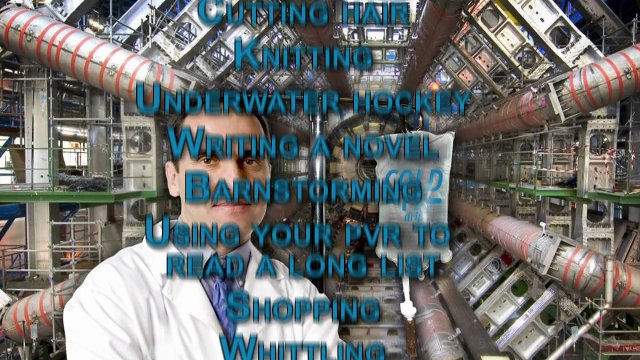 Cutting hair
Knitting
Underwater hockey
Writing a novel
Barnstorming
Using your pvr to
read a long list
Shopping
Whittling